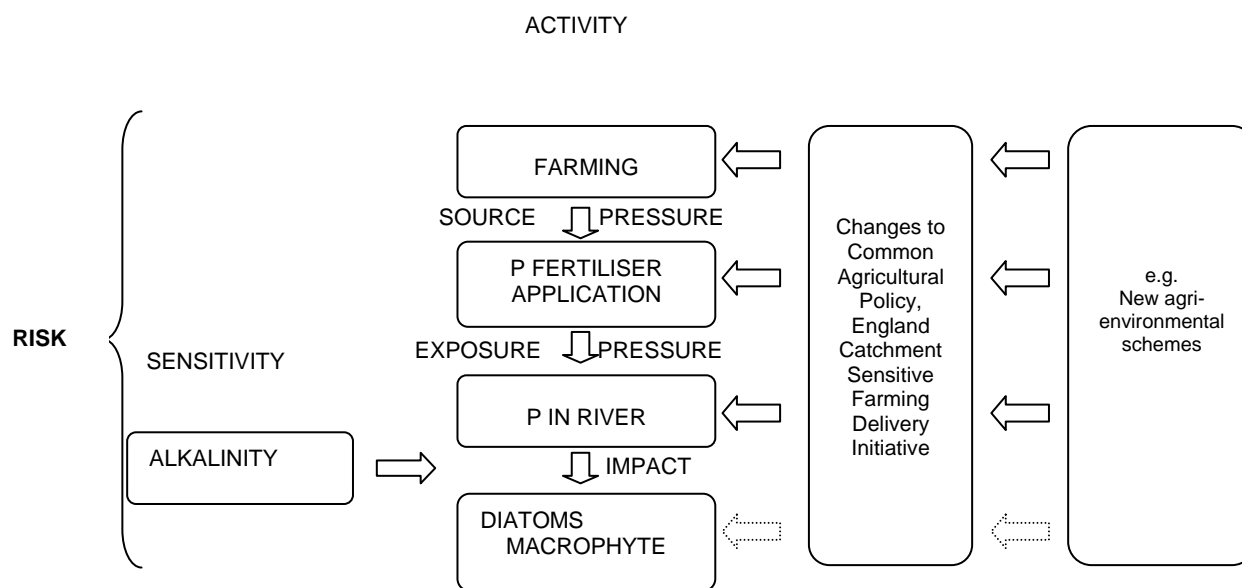 ACTIVITY
RISK
SENSITIVITY
ALKALINITY
FARMING
SOURCE PRESSURE
P FERTILISER
APPLICATION
EXPOSURE PRESSURE
P IN RIVER
IMPACT
DIATOMS
MACROPHYTE
Changes to
Common
Agricultural
Policy,
England
Catchment
Sensitive
Farming
Delivery
Initiative
e.g.
New agri-
environmental
schemes